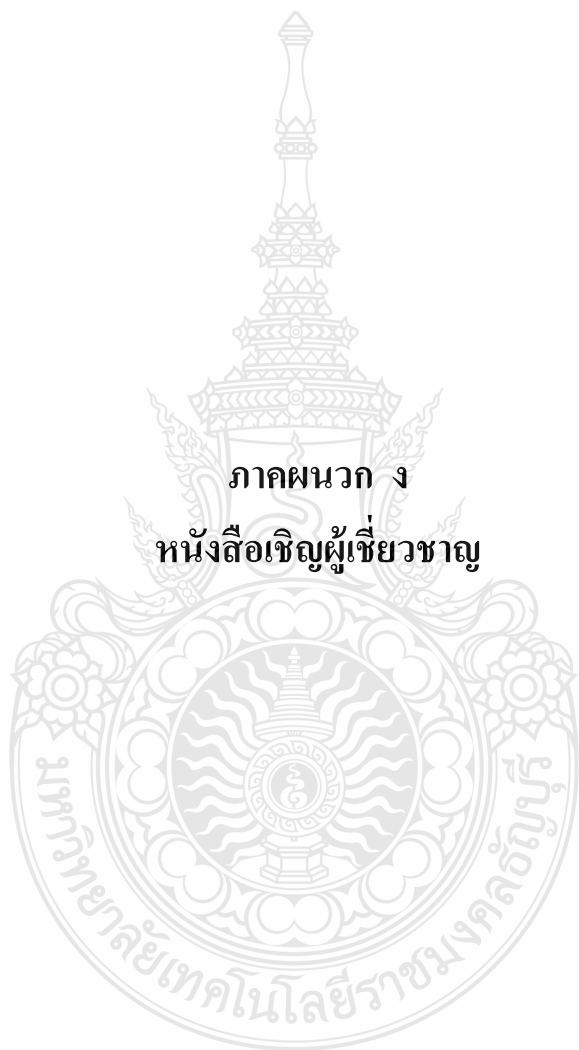 ภาคผนวก ง
หนังสือเชิญผู้เชี่ยวชาญ
มหาวิทยาลัยเทคโนโลยีราชมงคลธัญบุรี